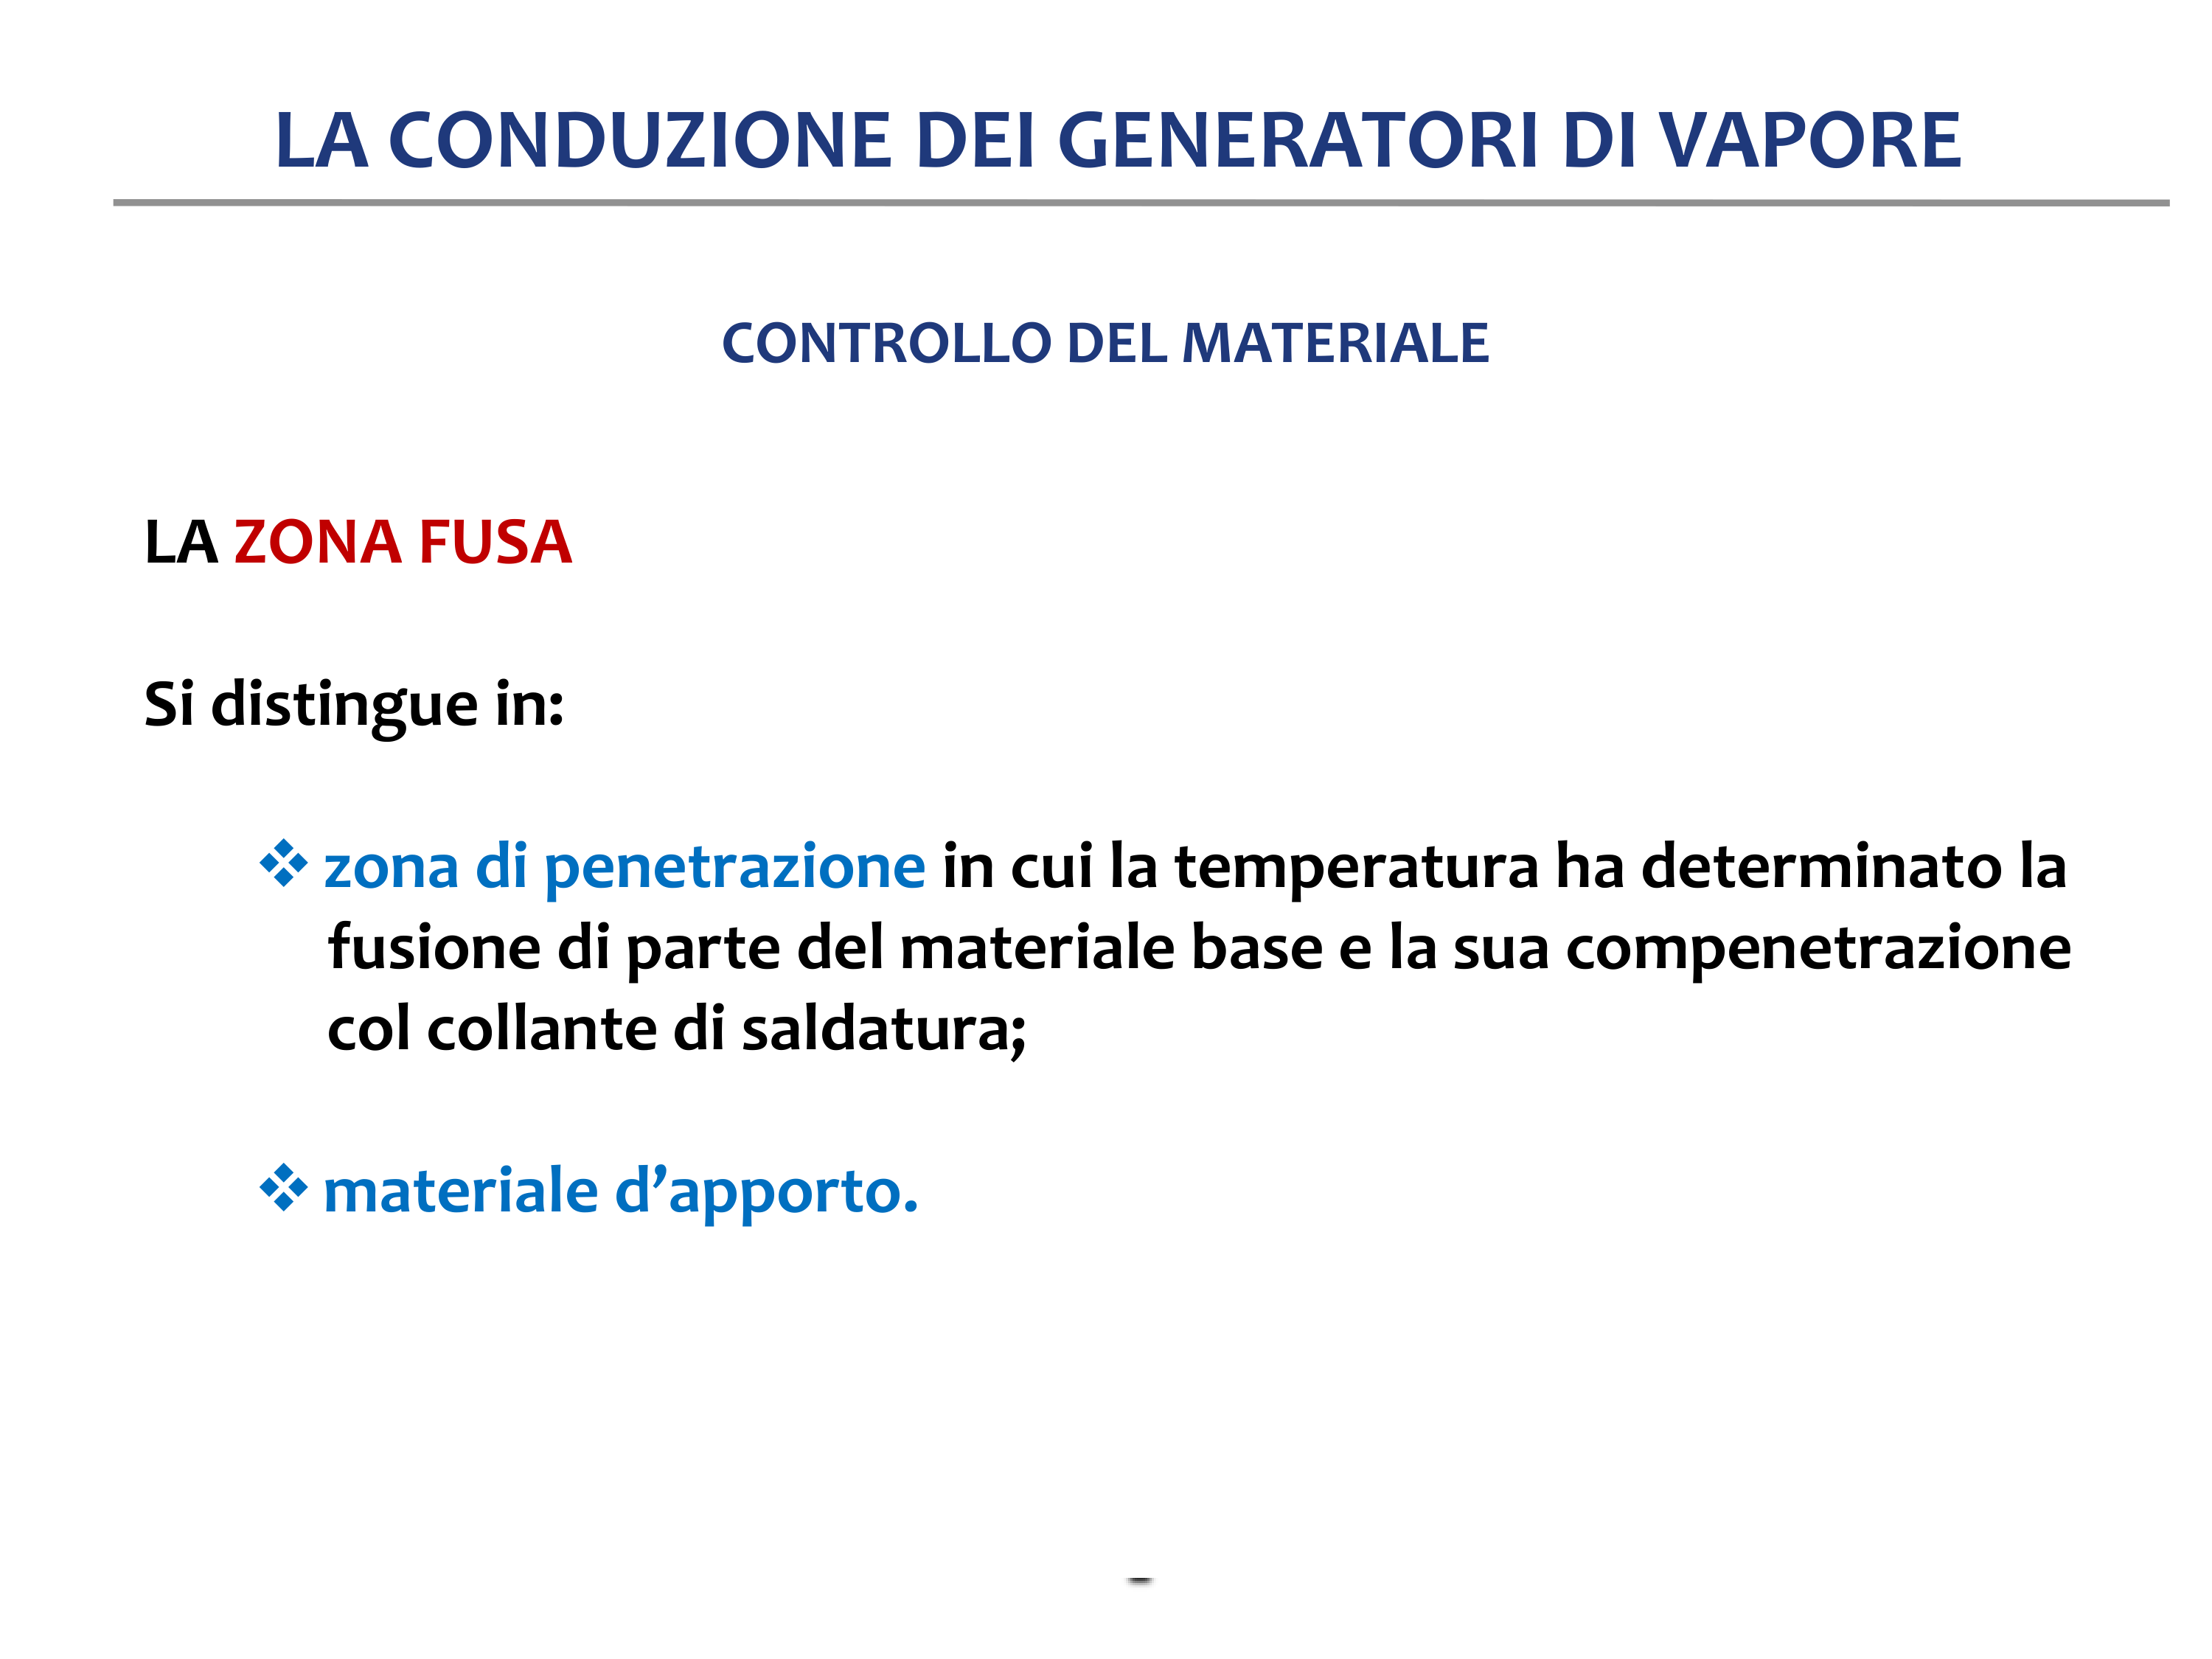 LA CONDUZIONE DEI GENERATORI DI VAPORE
CONTROLLO DEL MATERIALE
LA ZONA FUSA
Si distingue in:
❖ zona di penetrazione in cui la temperatura ha determinato la
fusione di parte del materiale base e la sua compenetrazione
col collante di saldatura;
❖ materiale d’apporto.